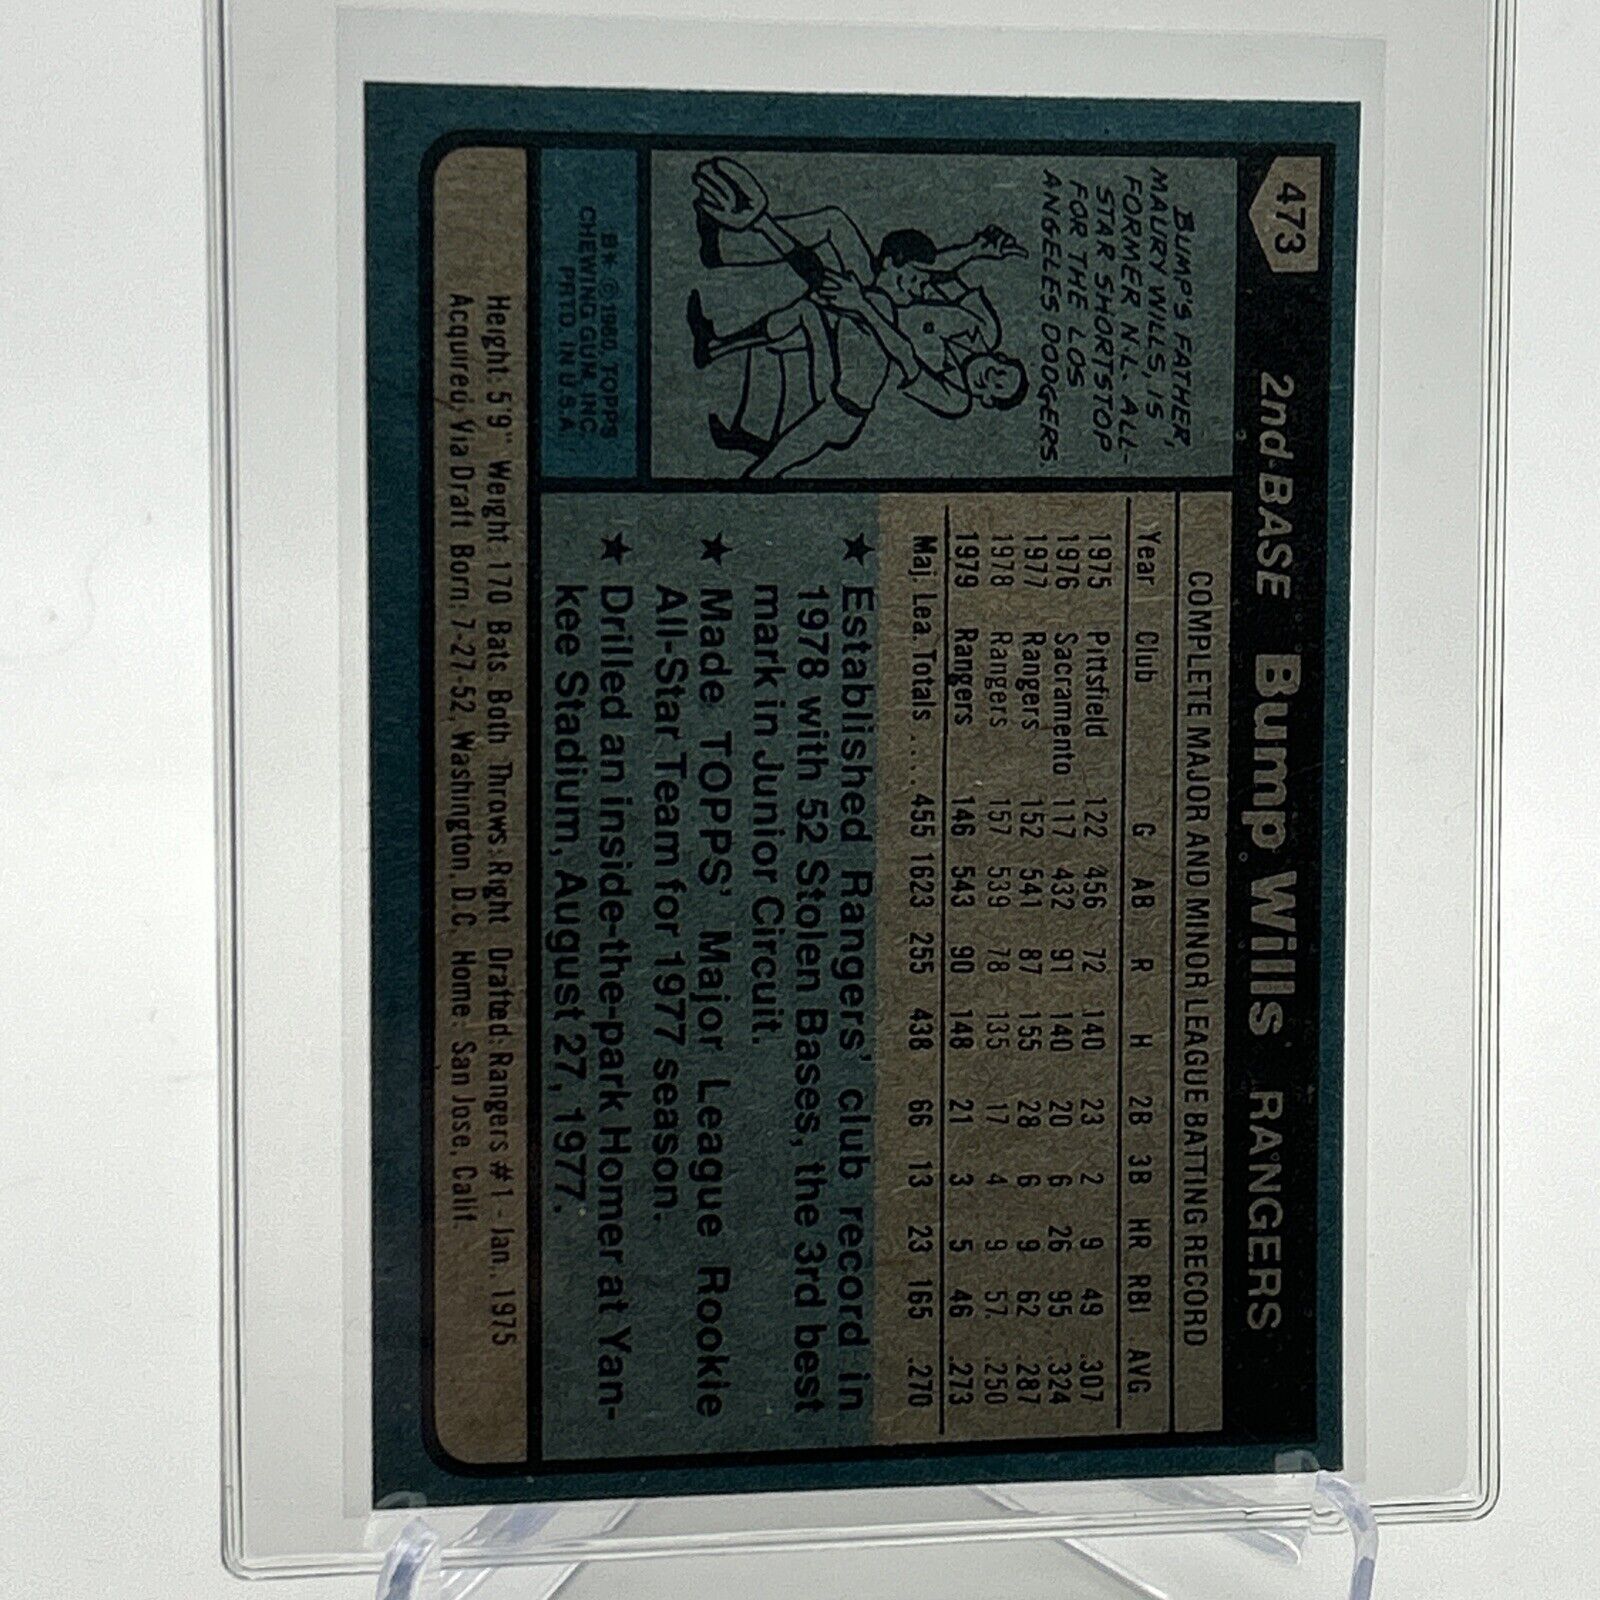 473
2nd BASE Bump Wills RANGERS
BUMP'S FATHER,
MAURY WILLS, IS
FORMER N.L. ALL-
STAR SHORTSTOP
FOR THE LOS
ANGELES DODGERS.
B* © 1980, TOPPS
CHEWING GUM, INC.
PRTD. IN U.S.A.
COMPLETE MAJOR AND MINOR LEAGUE BATTING RECORD
Year Club G AB R H 2B 3B HR RBI AVG.
1975 Pittsfield 122 456 72 140 23 2 9 49 .307
1976 Sacramento 117 432 91 140 20 6 26 95 .324
1977 Rangers 152 541 87 155 28 6 9 62 .287
1978 Rangers 157 539 78 135 17 4 9 57 .250
1979 Rangers 146 543 90 148 21 3 5 46 .273
Maj. Lea. Totals ..... 455 1623 255 438 66 13 23 165 .270
★ Established Rangers' club record in
1978 with 52 Stolen Bases, the 3rd best
mark in Junior Circuit.
★ Made TOPPS' Major League Rookie
All-Star Team for 1977 season.
★ Drilled an inside-the-park Homer at Yan-
kee Stadium, August 27, 1977.
Height: 5'9" Weight: 170 Bats: Both Throws: Right Drafted: Rangers #1 - Jan., 1975
Acquired: Via Draft Born: 7-27-52, Washington, D.C. Home: San Jose, Calif.